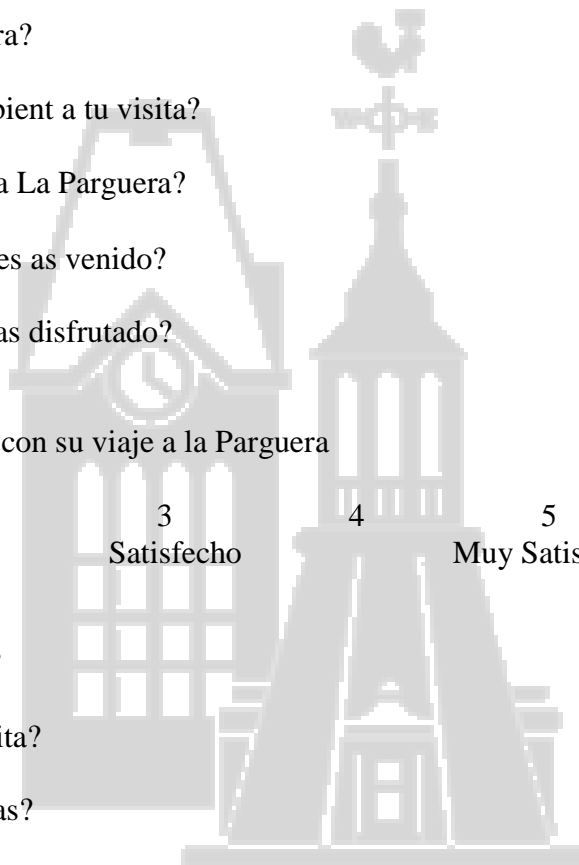 ra?
bient a tu visita?
a La Parguera?
es as venido?
as disfrutado?
con su viaje a la Parguera
3 4 5
Satisfecho Muy Satis
ita?
as?
W E